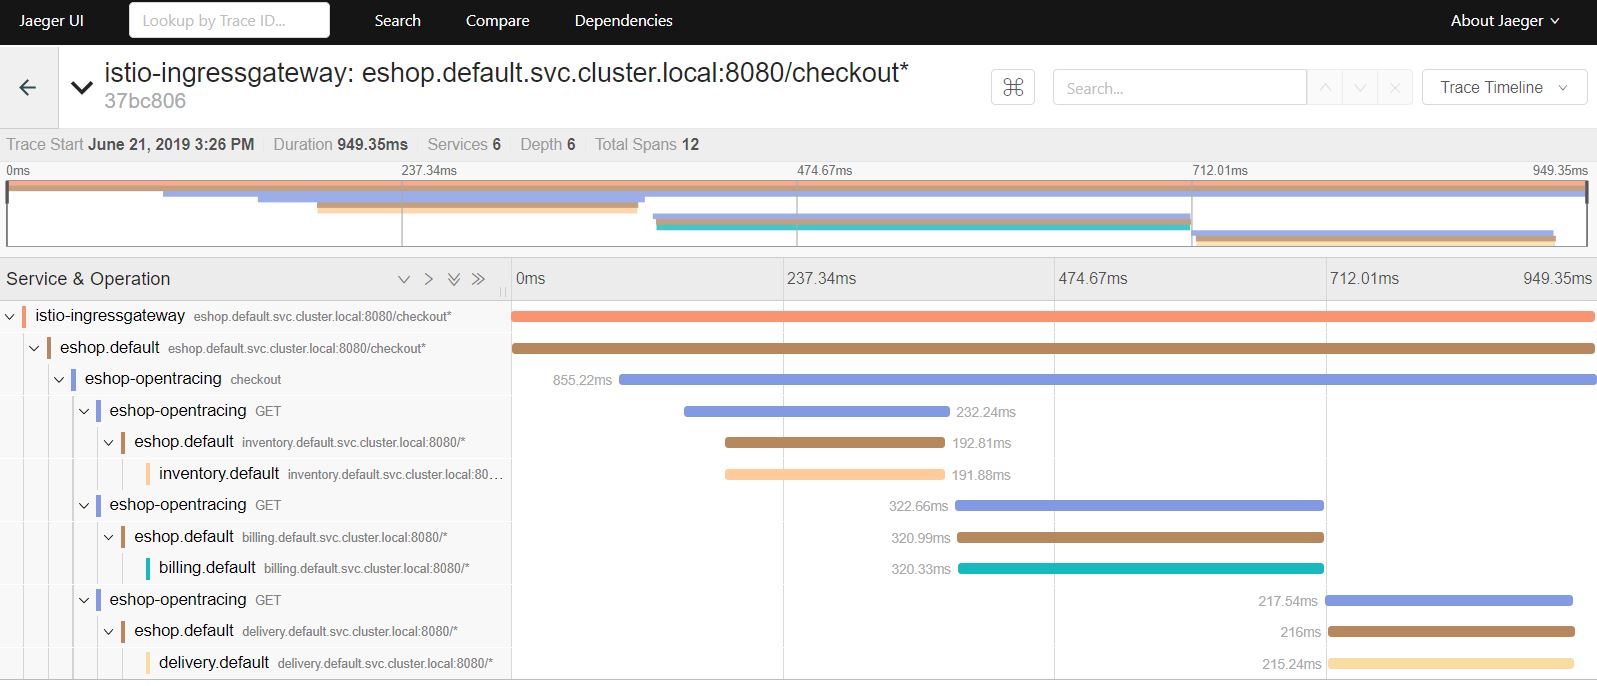 Jaeger UI Lookup by Trace ID... Search Compare Dependencies About Jaeger
istio-ingressgateway: eshop.default.svc.cluster.local:8080/checkout*
37bc806
Search...
Trace Timeline
Trace Start June 21, 2019 3:26 PM Duration 949.35ms Services 6 Depth 6 Total Spans 12
0ms 237.34ms 474.67ms 712.01ms 949.35ms
Service & Operation 0ms 237.34ms 474.67ms 712.01ms 949.35ms
istio-ingressgateway eshop.default.svc.cluster.local:8080/checkout*
eshop.default eshop.default.svc.cluster.local:8080/checkout*
eshop-opentracing checkout 855.22ms
eshop-opentracing GET 232.24ms
eshop.default inventory.default.svc.cluster.local:8080/* 192.81ms
inventory.default inventory.default.svc.cluster.local:80... 191.88ms
eshop-opentracing GET 322.66ms
eshop.default billing.default.svc.cluster.local:8080/* 320.99ms
billing.default billing.default.svc.cluster.local:8080/* 320.33ms
eshop-opentracing GET 217.54ms
eshop.default delivery.default.svc.cluster.local:8080/* 216ms
delivery.default delivery.default.svc.cluster.local:8080/* 215.24ms